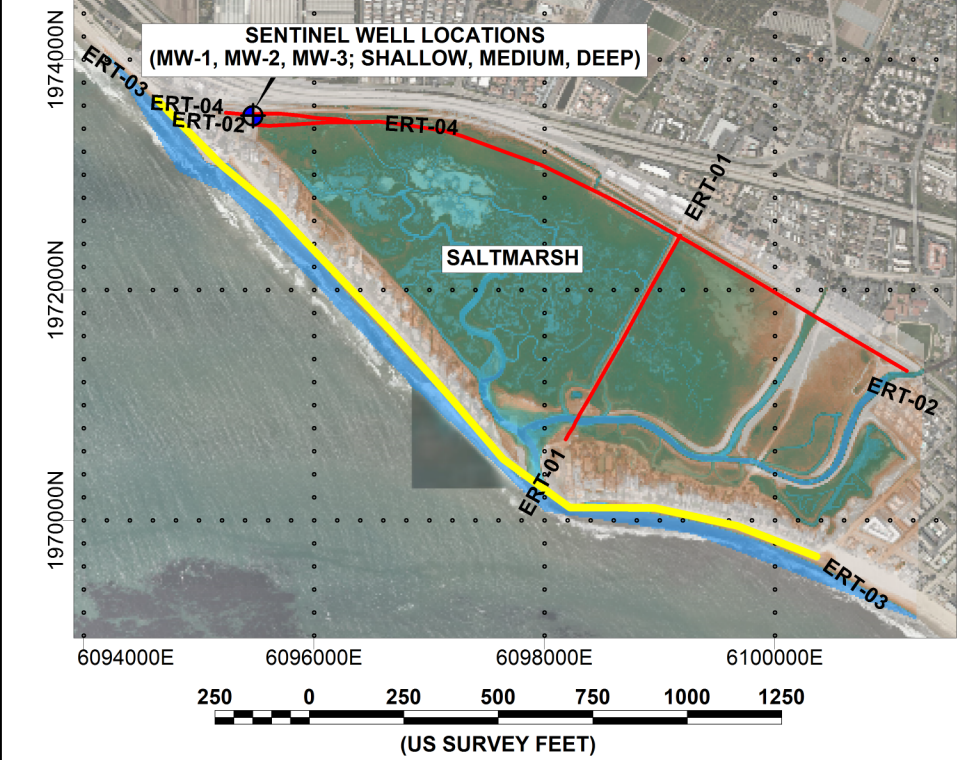 SENTINEL WELL LOCATIONS
(MW-1, MW-2, MW-3; SHALLOW, MEDIUM, DEEP)
1974000N
ERT-03
ERT-04
ERT-02
ERT-04
ERT-01
SALTMARSH
1972000N
ERT-02
ERT-01
1970000N
ERT-03
6094000E 6096000E 6098000E 6100000E
250 0 250 500 750 1000 1250
(US SURVEY FEET)